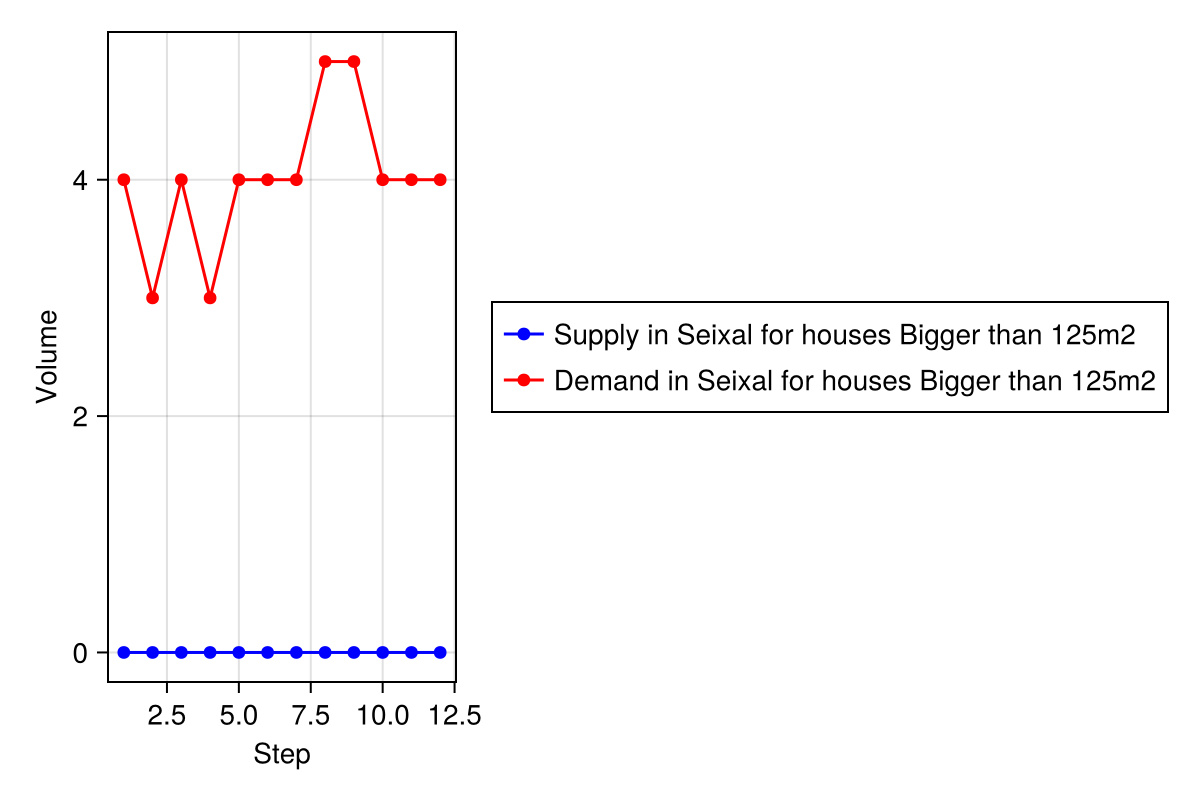 Volume
4
2
0
2.5 5.0 7.5 10.0 12.5
Step
Supply in Seixal for houses Bigger than 125m2
Demand in Seixal for houses Bigger than 125m2